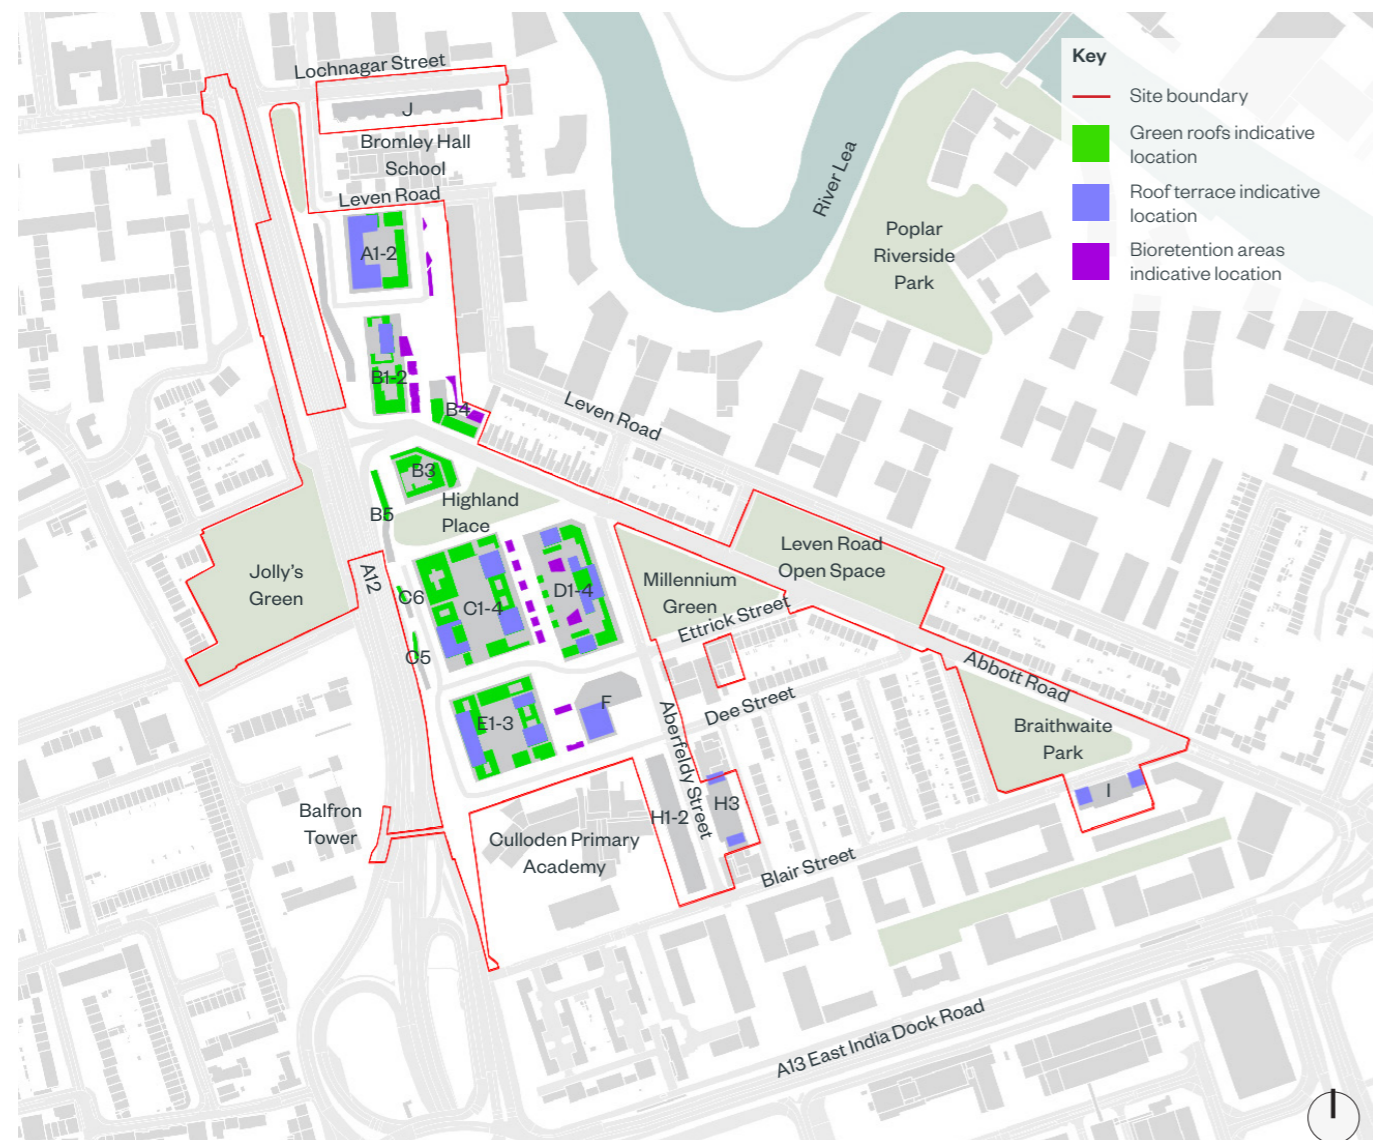 Key
Site boundary
Green roofs indicative
location
Roof terrace indicative
location
Bioretention areas
indicative location
Lochnagar Street
J
Bromley Hall
School
Leven Road
River Lea
Poplar
Riverside
Park
A1-2
B1-2
B4
Leven Road
B3
Highland
Place
B5
Jolly's
Green
A12
C6
C1-4
D1-4
C5
Millennium
Green
Leven Road
Open Space
Ettrick Street
Abbott Road
Dee Street
Braithwaite
Park
E1-3
F
Aberfeldy Street
I
Balfron
Tower
Culloden Primary
Academy
H1-2
H3
Blair Street
A13 East India Dock Road